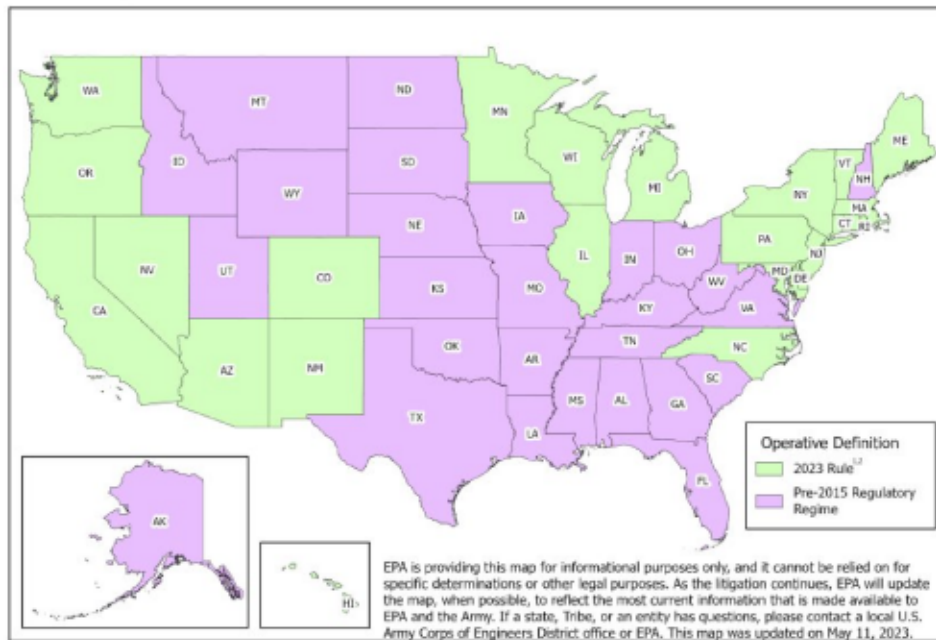 WA
MT
ND
MN
ME
OR
ID
SD
WI
VT
NH
WY
MI
NY
MA
CT
RI
NE
IA
PA
NV
UT
CO
IL
IN
OH
NJ
MD
DE
CA
KS
MO
WV
VA
KY
AZ
NM
OK
AR
TN
NC
TX
MS
AL
GA
SC
LA
FL
AK
HI
Operative Definition
2023 Rule1,2
Pre-2015 Regulatory
Regime
EPA is providing this map for informational purposes only, and it cannot be relied on for
specific determinations or other legal purposes. As the litigation continues, EPA will update
the map, when possible, to reflect the most current information that is made available to
EPA and the Army. If a state, Tribe, or an entity has questions, please contact a local U.S.
Army Corps of Engineers District office or EPA. This map was updated on May 11, 2023.